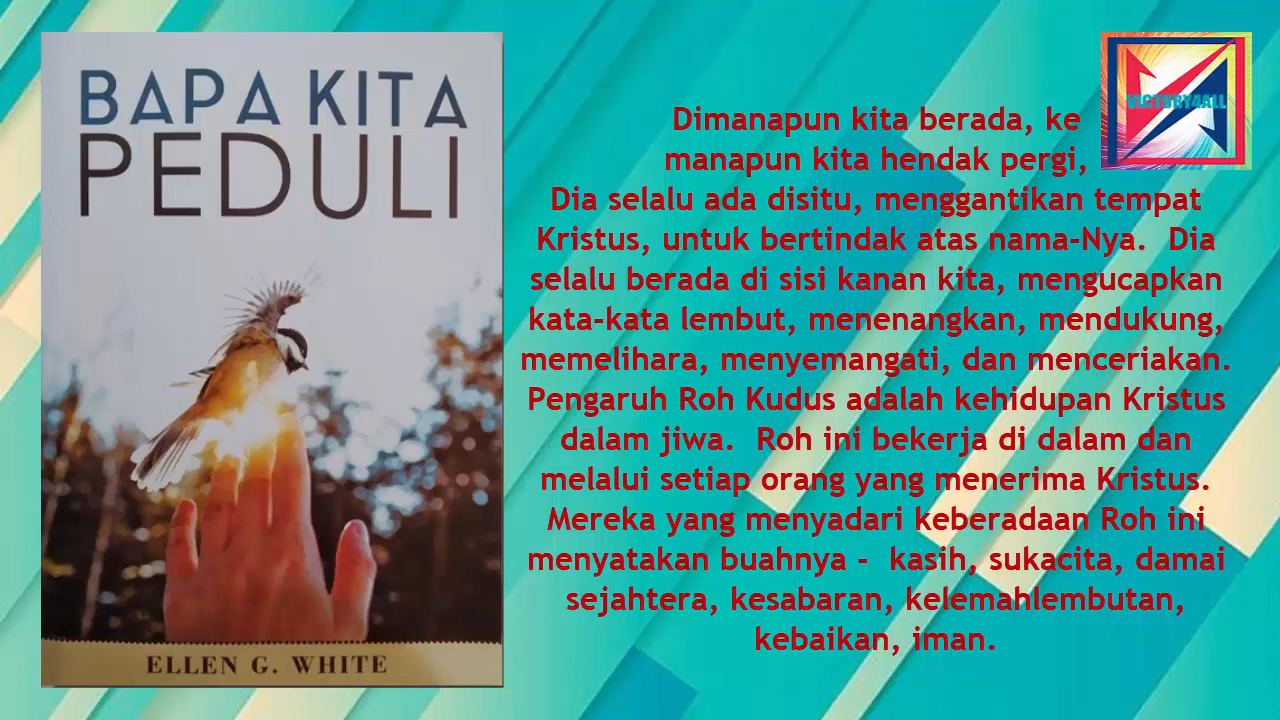 BAPA KITA
PEDULI
ELLEN G. WHITE
VICTORY4ALL
Dimanapun kita berada, ke
manapun kita hendak pergi,
Dia selalu ada disitu, menggantikan tempat
Kristus, untuk bertindak atas nama-Nya.  Dia
selalu berada di sisi kanan kita, mengucapkan
kata-kata lembut, menenangkan, mendukung,
memelihara, menyemangati, dan menceriakan.
Pengaruh Roh Kudus adalah kehidupan Kristus
dalam jiwa.  Roh ini bekerja di dalam dan
melalui setiap orang yang menerima Kristus.
Mereka yang menyadari keberadaan Roh ini
menyatakan buahnya -  kasih, sukacita, damai
sejahtera, kesabaran, kelemahlembutan,
kebaikan, iman.